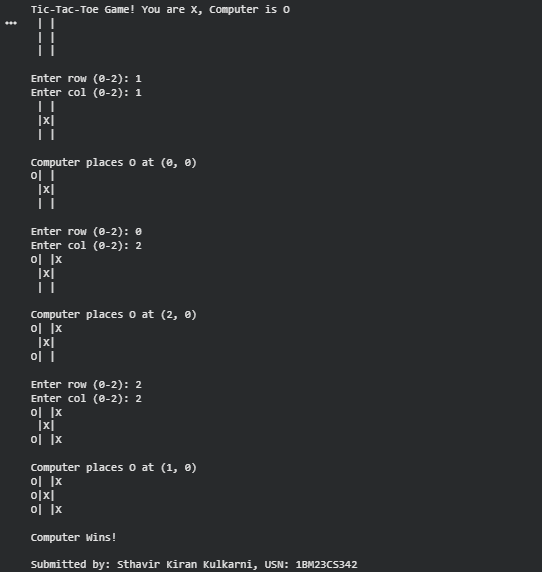 Tic-Tac-Toe Game! You are X, Computer is O
 | |
 | |
 | |
Enter row (0-2): 1
Enter col (0-2): 1
 | |
 |X|
 | |
Computer places O at (0, 0)
O| |
 |X|
 | |
Enter row (0-2): 0
Enter col (0-2): 2
O| |X
 |X|
 | |
Computer places O at (2, 0)
O| |X
 |X|
O| |
Enter row (0-2): 2
Enter col (0-2): 2
O| |X
 |X|
O| |X
Computer places O at (1, 0)
O| |X
O|X|
O| |X
Computer Wins!
Submitted by: Sthavir Kiran Kulkarni, USN: 1BM23CS342